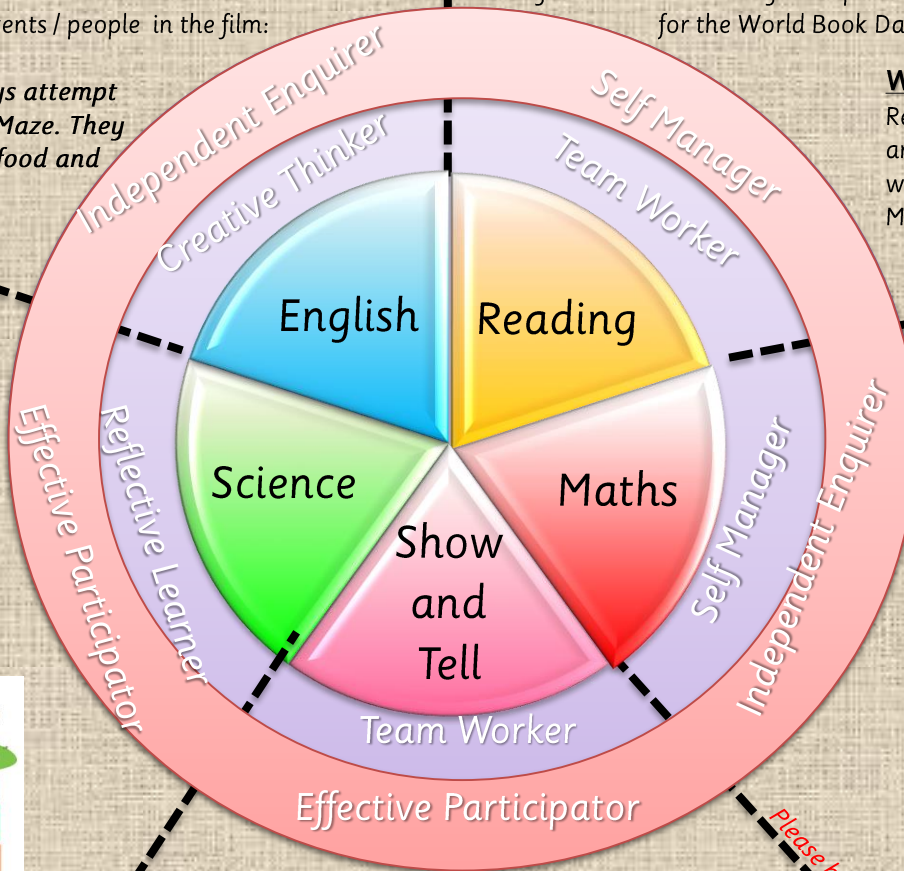 ents / people in the film:
for the World Book Da
ys attempt
Maze. They
food and
Independent Enquirer
Self Manager
Creative Thinker
Team Worker
English
Reading
Science
Maths
Show
and
Tell
Effective Participator
Reflective Learner
Self Manager
Independent Enquirer
Team Worker
Effective Participator
Please